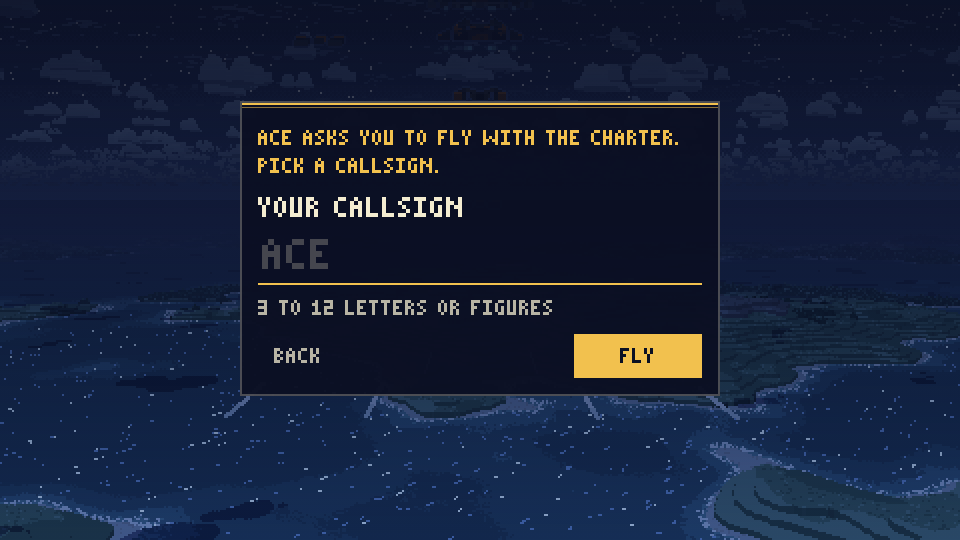 ACE ASKS YOU TO FLY WITH THE CHARTER.
PICK A CALLSIGN.
YOUR CALLSIGN
ACE
3 TO 12 LETTERS OR FIGURES
BACK
FLY